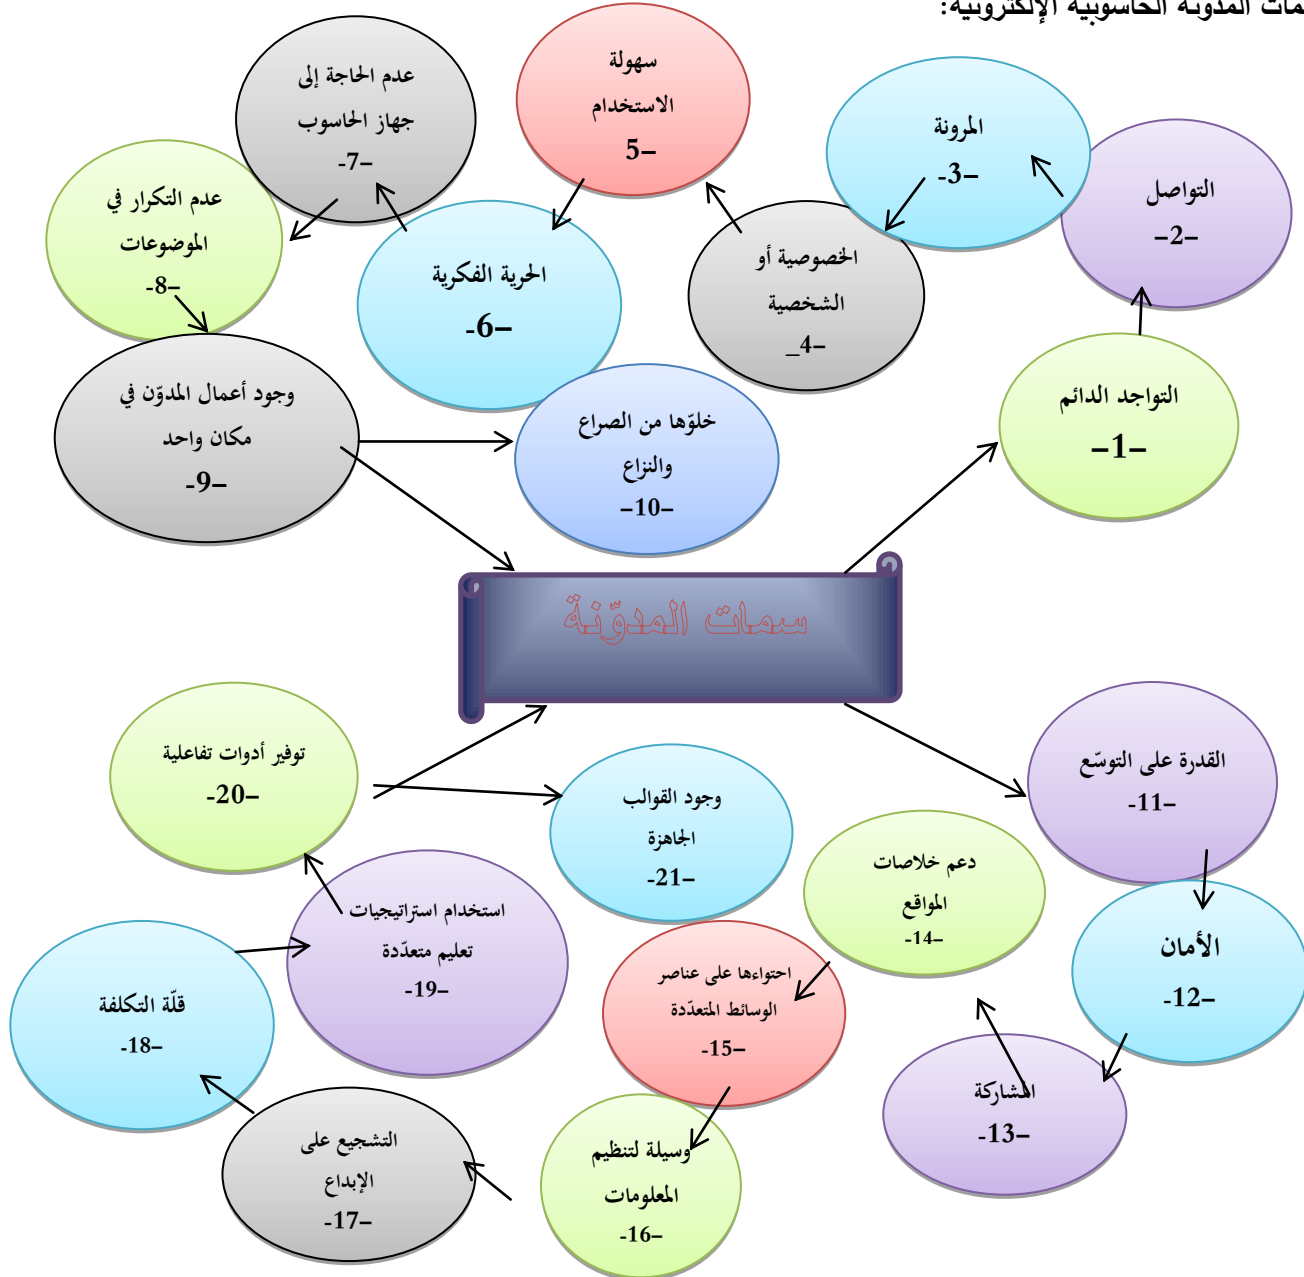 مات المدونة الحاسوبية الإلكترونية:
التواجد الدائم
–1–
التواصل
–2–
المرونة
-3–
الخصوصية أو
الشخصية
_4–
سهولة
الاستخدام
5–
الحرية الفكرية
-6–
عدم الحاجة إلى
جهاز الحاسوب
-7–
عدم التكرار في
الموضوعات
-8–
وجود أعمال المدوّن في
مكان واحد
-9–
خلوّها من الصراع
والنزاع
–10–
سمات المدوّنة
القدرة على التوسّع
-11–
الأمان
-12–
المشاركة
-13–
دعم خلاصات
المواقع
-14–
احتواءها على عناصر
الوسائط المتعدّدة
-15–
وسيلة لتنظيم
المعلومات
-16–
التشجيع على
الإبداع
-17–
قلّة التكلفة
-18–
استخدام استراتيجيات
تعليم متعدّدة
-19–
توفير أدوات تفاعلية
-20–
وجود القوالب
الجاهزة
-21–